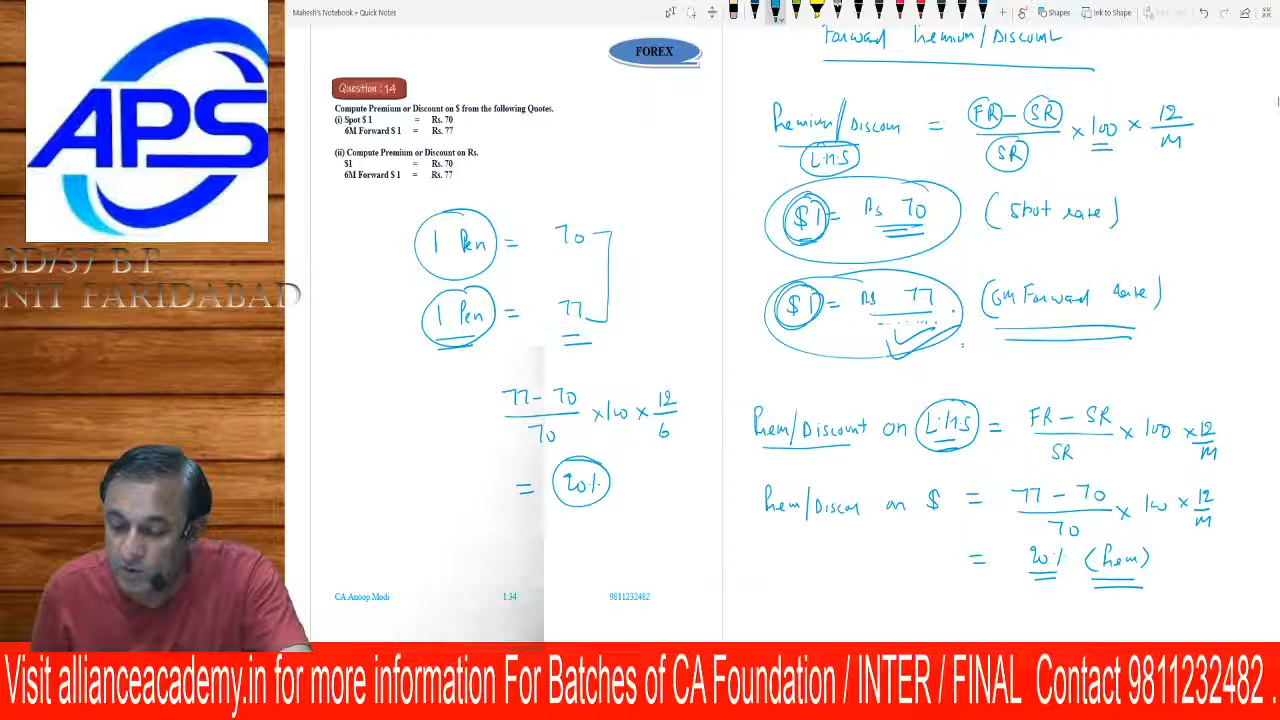 Mahesh's Notebook » Quick Notes
Shapes
Ink to Shape
APS
3D/37 B.P.
NIT FARIDABAD
FOREX
Question : 14
Compute Premium or Discount on $ from the following Quotes.
(i) Spot $ 1 = Rs. 70
6M Forward $ 1 = Rs. 77
(ii) Compute Premium or Discount on Rs.
$1 = Rs. 70
6M Forward $ 1 = Rs. 77
1 Pen = 70
1 Pen = 77
77 - 70
70
× 100 × 12
6
= 20%
CA Anoop Modi
1.34
9811232482
Forward Premium/Discount
Premium/Discoun = FR - SR
SR
× 100 × 12
M
L.H.S
$1 = Rs 70 (Spot rate)
$1 = Rs 77 (6M Forward rate)
Prem/Discount on L.H.S = FR - SR
SR
× 100 × 12
M
Prem/Discou on $ = 77 - 70
70
× 100 × 12
M
= 20% (Prem)
Visit allianceacademy.in for more information For Batches of CA Foundation / INTER / FINAL Contact 9811232482 .